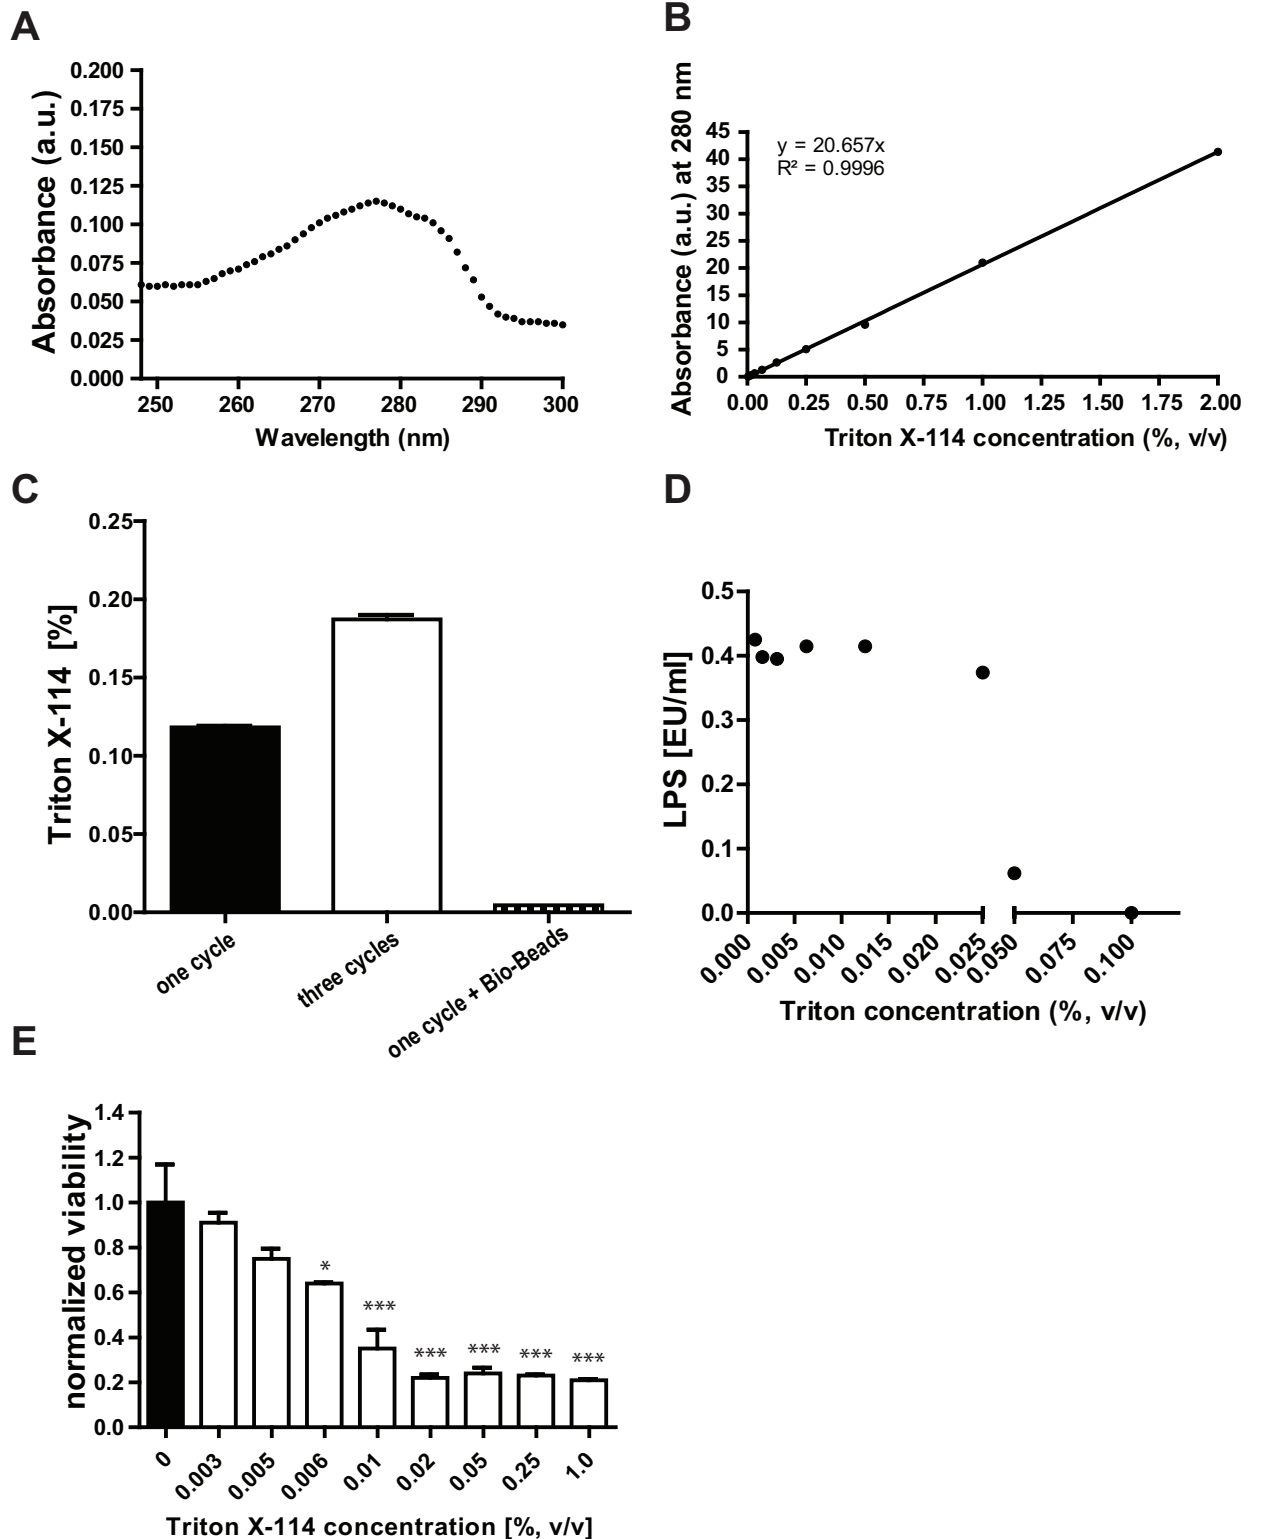 A
Absorbance (a.u.)
0.200
0.175
0.150
0.125
0.100
0.075
0.050
0.025
0.000
250 260 270 280 290 300
Wavelength (nm)
B
Absorbance (a.u.) at 280 nm
y = 20.657x
R² = 0.9996
45
40
35
30
25
20
15
10
5
0
0.00 0.25 0.50 0.75 1.00 1.25 1.50 1.75 2.00
Triton X-114 concentration (%, v/v)
C
Triton X-114 [%]
0.25
0.20
0.15
0.10
0.05
0.00
one cycle
three cycles
one cycle + Bio-Beads
D
LPS [EU/ml]
0.5
0.4
0.3
0.2
0.1
0.0
0.000 0.005 0.010 0.015 0.020 0.025 0.050 0.075 0.100
Triton concentration (%, v/v)
E
normalized viability
1.4
1.2
1.0
0.8
0.6
0.4
0.2
0.0
* *** *** *** *** ***
0 0.003 0.005 0.006 0.01 0.02 0.05 0.25 1.0
Triton X-114 concentration [%, v/v]